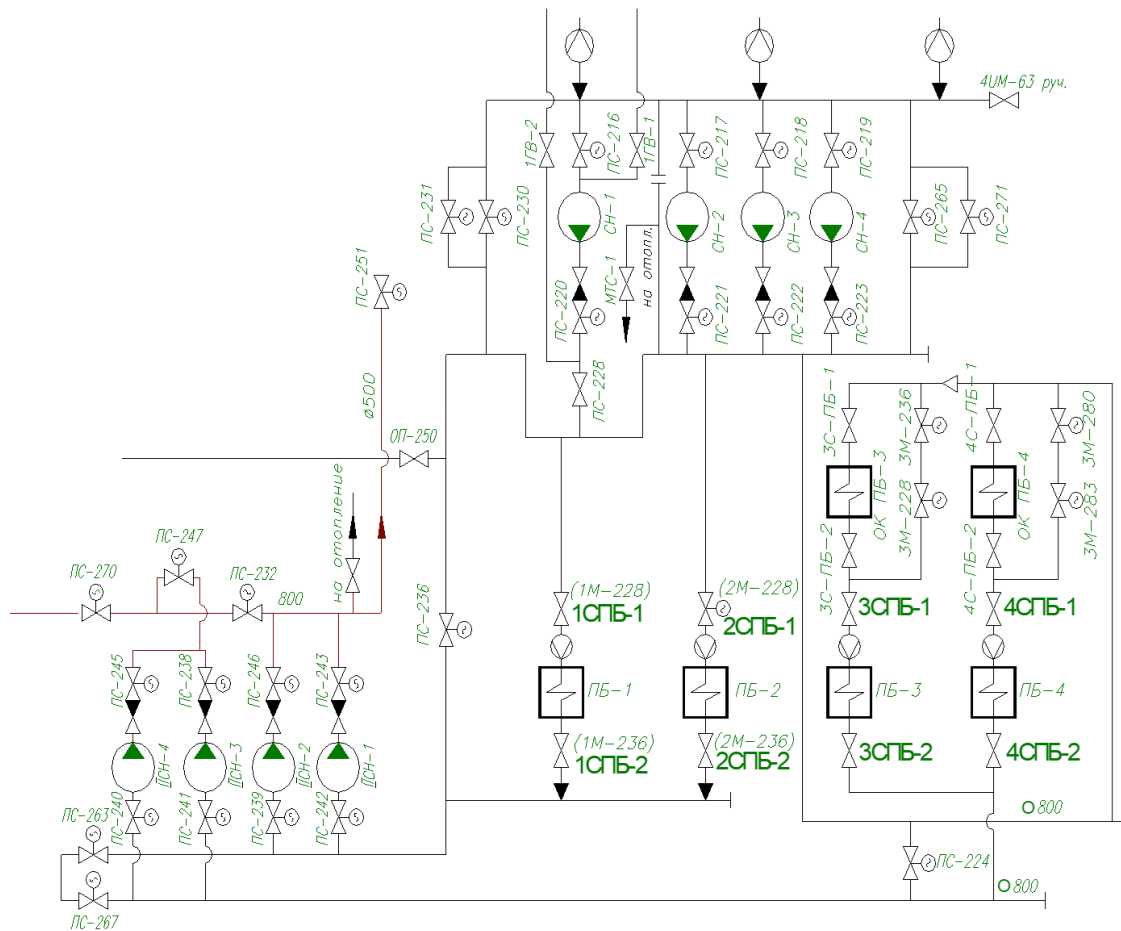 4UM-63 руч.
1ГВ-2
ПС-216
1ГВ-1
ПС-217
ПС-218
ПС-219
ПС-231
ПС-230
СН-1
СН-2
СН-3
СН-4
ПС-265
ПС-271
ПС-251
ПС-220
МТС-1
на отопл.
ПС-221
ПС-222
ПС-223
ПС-228
ø500
ОП-250
3С-ПБ-1
3М-236
4С-ПБ-1
3М-280
ОК ПБ-3
ОК ПБ-4
3М-228
3М-283
3С-ПБ-2
4С-ПБ-2
на отопление
ПС-247
ПС-270
ПС-232
800
ПС-236
(1М-228)
1СПБ-1
(2М-228)
2СПБ-1
3СПБ-1
4СПБ-1
ПС-245
ПС-238
ПС-246
ПС-243
ПБ-1
ПБ-2
ПБ-3
ПБ-4
(1М-236)
1СПБ-2
(2М-236)
2СПБ-2
3СПБ-2
4СПБ-2
ЦСН-4
ЦСН-3
ЦСН-2
ЦСН-1
ПС-263
ПС-240
ПС-241
ПС-239
ПС-242
800
ПС-224
800
ПС-267